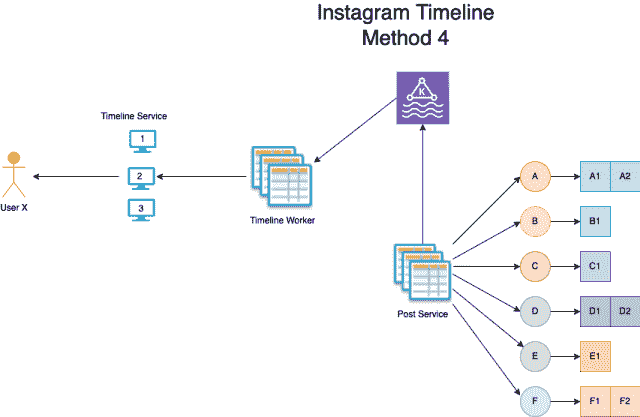 Instagram Timeline
Method 4
K
Timeline Service
1
2
3
User X
Timeline Worker
Post Service
A
A1 A2
B
B1
C
C1
D
D1 D2
E
E1
F
F1 F2